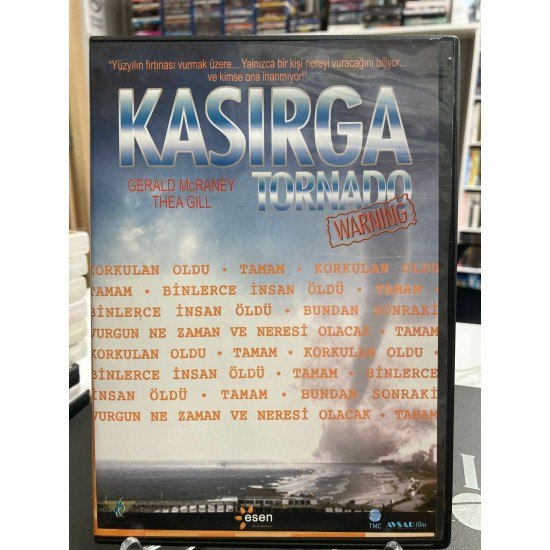 "Yüzyılın fırtınası vurmak üzere... Yalnızca bir kişi nereyi vuracağını biliyor...
ve kimse ona inanmıyor!"
KASIRGA
GERALD McRANEY
THEA GILL
TORNADO
WARNING
KORKULAN OLDU • TAMAM • KORKULAN OLDU
TAMAM • BİNLERCE İNSAN ÖLDÜ • TAMAM •
BİNLERCE İNSAN ÖLDÜ • BUNDAN SONRAKİ
VURGUN NE ZAMAN VE NERESİ OLACAK • TAMAM
KORKULAN OLDU • TAMAM • KORKULAN OLDU •
BİNLERCE İNSAN ÖLDÜ • TAMAM • BİNLERCE
İNSAN ÖLDÜ • TAMAM • BUNDAN SONRAKİ
VURGUN NE ZAMAN VE NERESİ OLACAK • TAMAM
esen
TMC
AVŞAR film